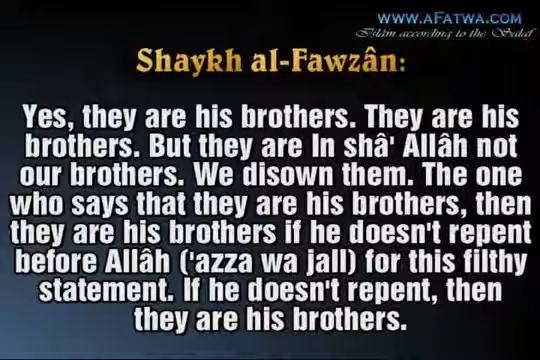 WWW.AFATWA.COM
Islâm according to the Salaf
Shaykh al-Fawzân:
Yes, they are his brothers. They are his
brothers. But they are In shâ' Allâh not
our brothers. We disown them. The one
who says that they are his brothers, then
they are his brothers if he doesn't repent
before Allâh ('azza wa jall) for this filthy
statement. If he doesn't repent, then
they are his brothers.